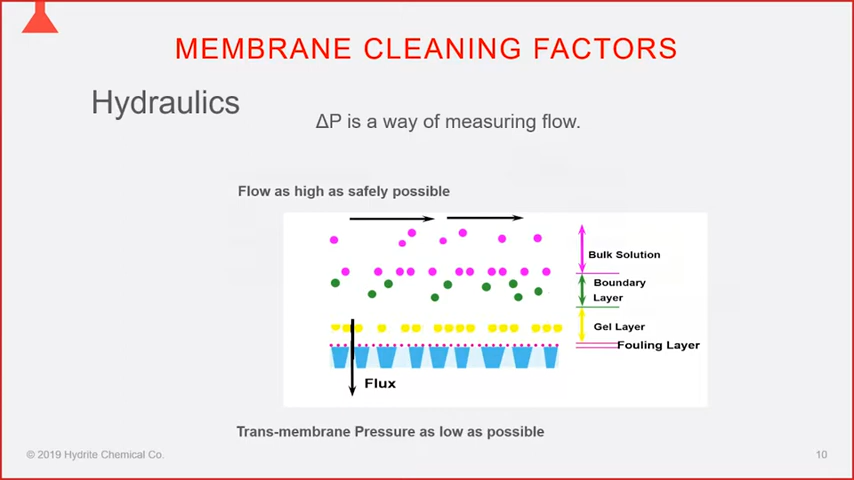 MEMBRANE CLEANING FACTORS
Hydraulics
ΔP is a way of measuring flow.
Flow as high as safely possible
Bulk Solution
Boundary
Layer
Gel Layer
Fouling Layer
Flux
Trans-membrane Pressure as low as possible
© 2019 Hydrite Chemical Co.
10